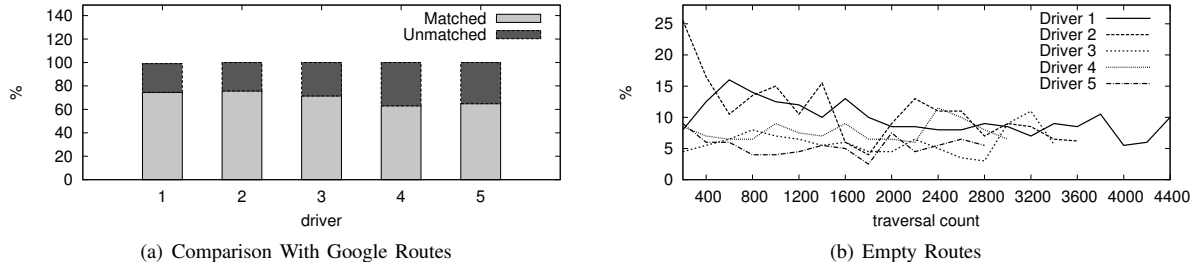 140
120
100
80
60
40
20
0
%
Matched
Unmatched
1 2 3 4 5
driver
(a) Comparison With Google Routes
25
20
15
10
5
0
%
Driver 1
Driver 2
Driver 3
Driver 4
Driver 5
400 800 1200 1600 2000 2400 2800 3200 3600 4000 4400
traversal count
(b) Empty Routes